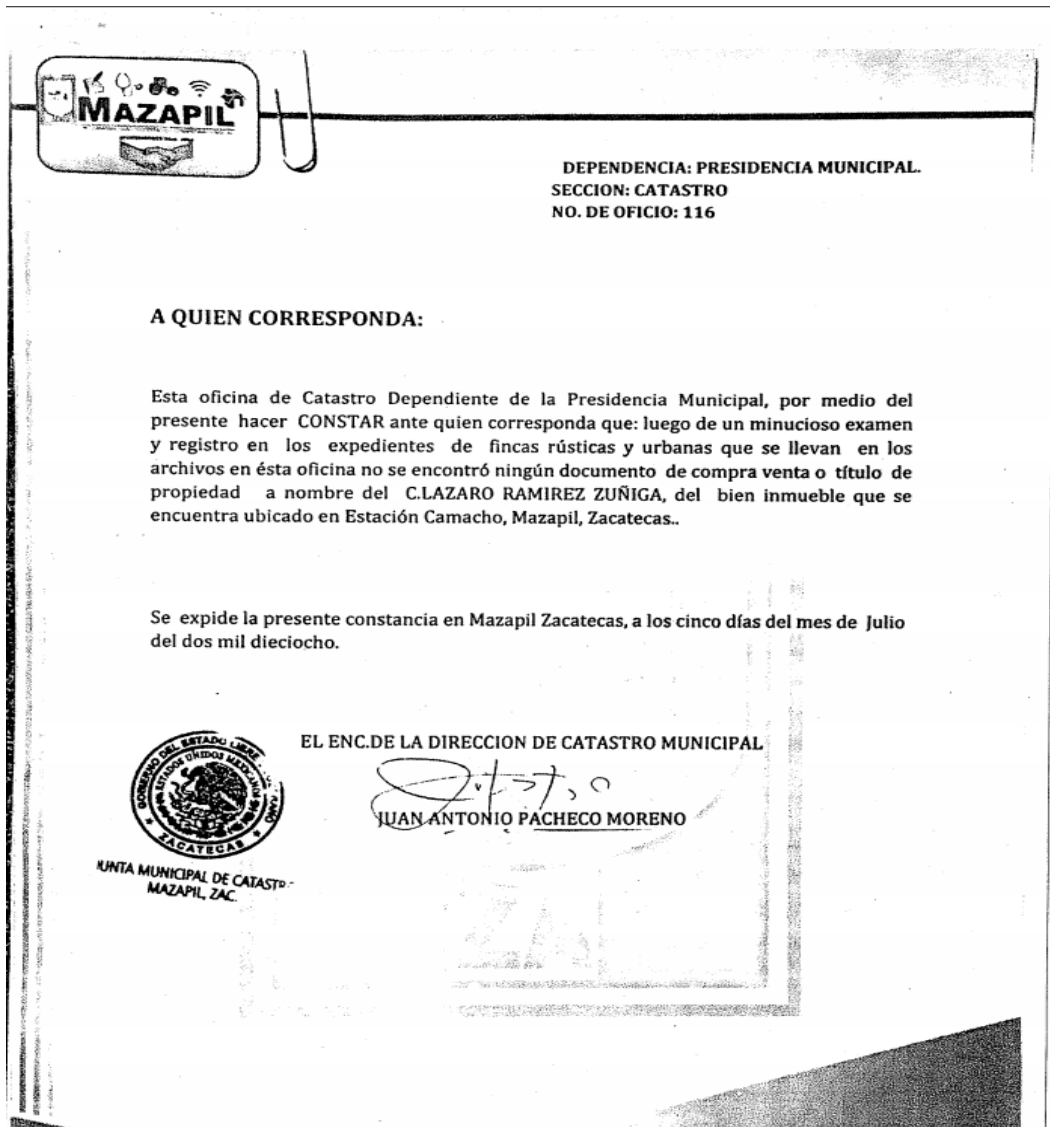 MAZAPIL
DEPENDENCIA: PRESIDENCIA MUNICIPAL.
SECCION: CATASTRO
NO. DE OFICIO: 116
A QUIEN CORRESPONDA:
Esta oficina de Catastro Dependiente de la Presidencia Municipal, por medio del
presente hacer CONSTAR ante quien corresponda que: luego de un minucioso examen
y registro en los expedientes de fincas rústicas y urbanas que se llevan en los
archivos en ésta oficina no se encontró ningún documento de compra venta o título de
propiedad a nombre del C.LAZARO RAMIREZ ZUÑIGA, del bien inmueble que se
encuentra ubicado en Estación Camacho, Mazapil, Zacatecas..
Se expide la presente constancia en Mazapil Zacatecas, a los cinco días del mes de Julio
del dos mil dieciocho.
EL ENC.DE LA DIRECCION DE CATASTRO MUNICIPAL
JUAN ANTONIO PACHECO MORENO
GOBIERNO DEL ESTADO LIBRE
ESTADOS UNIDOS MEXICANOS
ZACATECAS
JUNTA MUNICIPAL DE CATASTR
MAZAPIL, ZAC.